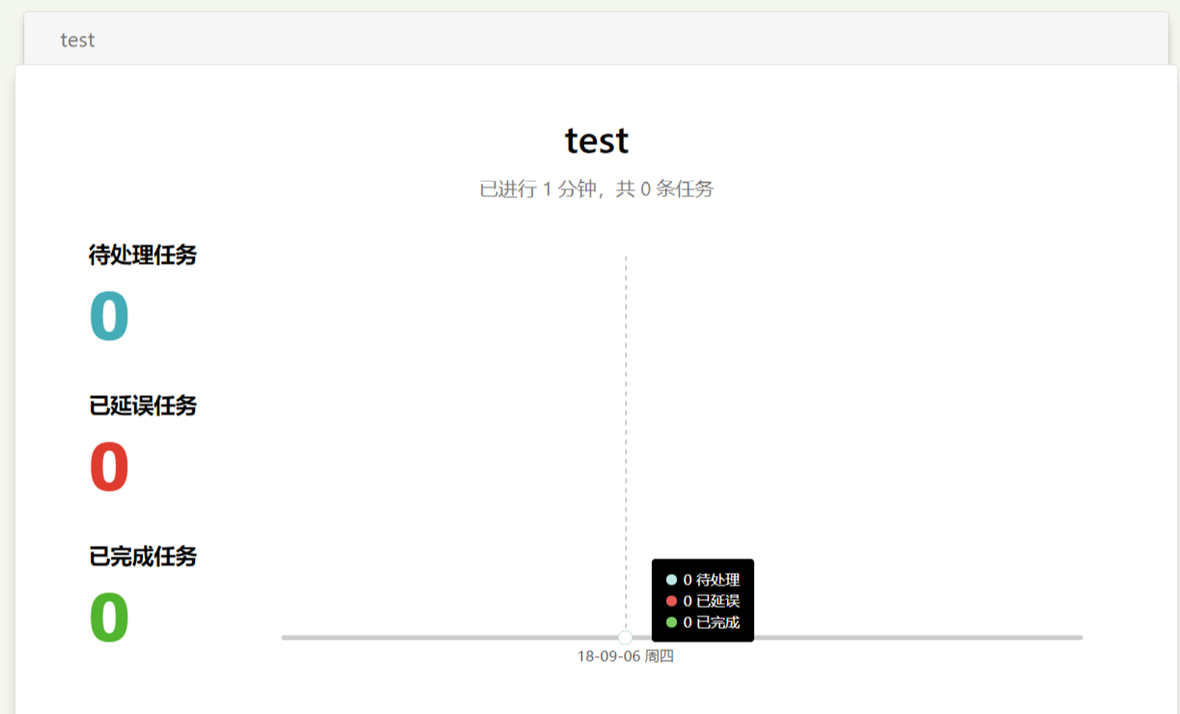 test
test
已进行 1 分钟，共 0 条任务
待处理任务
0
已延误任务
0
已完成任务
0
0 待处理
0 已延误
0 已完成
18-09-06 周四